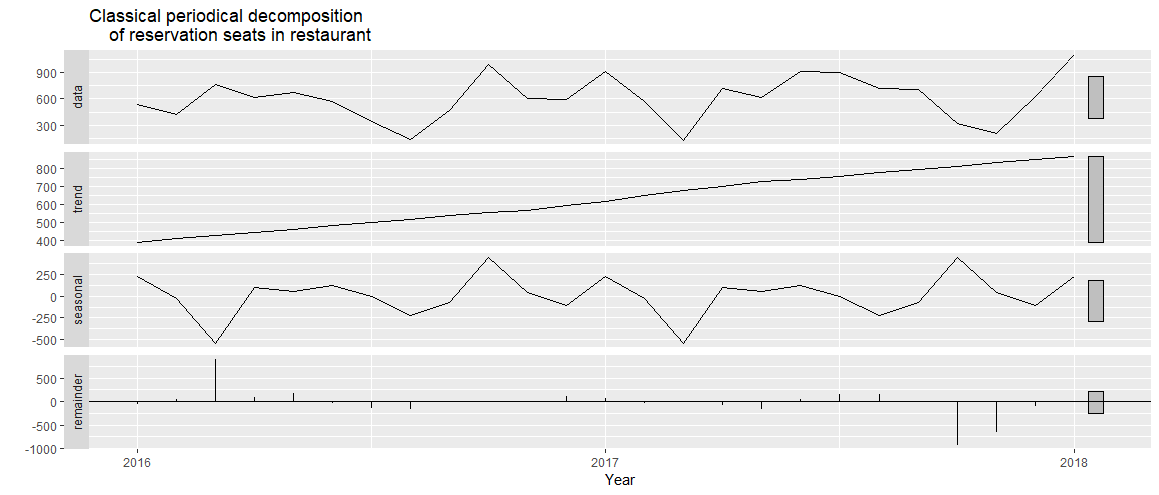 Classical periodical decomposition
of reservation seats in restaurant
data
900
600
300
trend
800
700
600
500
400
seasonal
250
0
-250
-500
remainder
500
0
-500
-1000
2016 2017 2018
Year